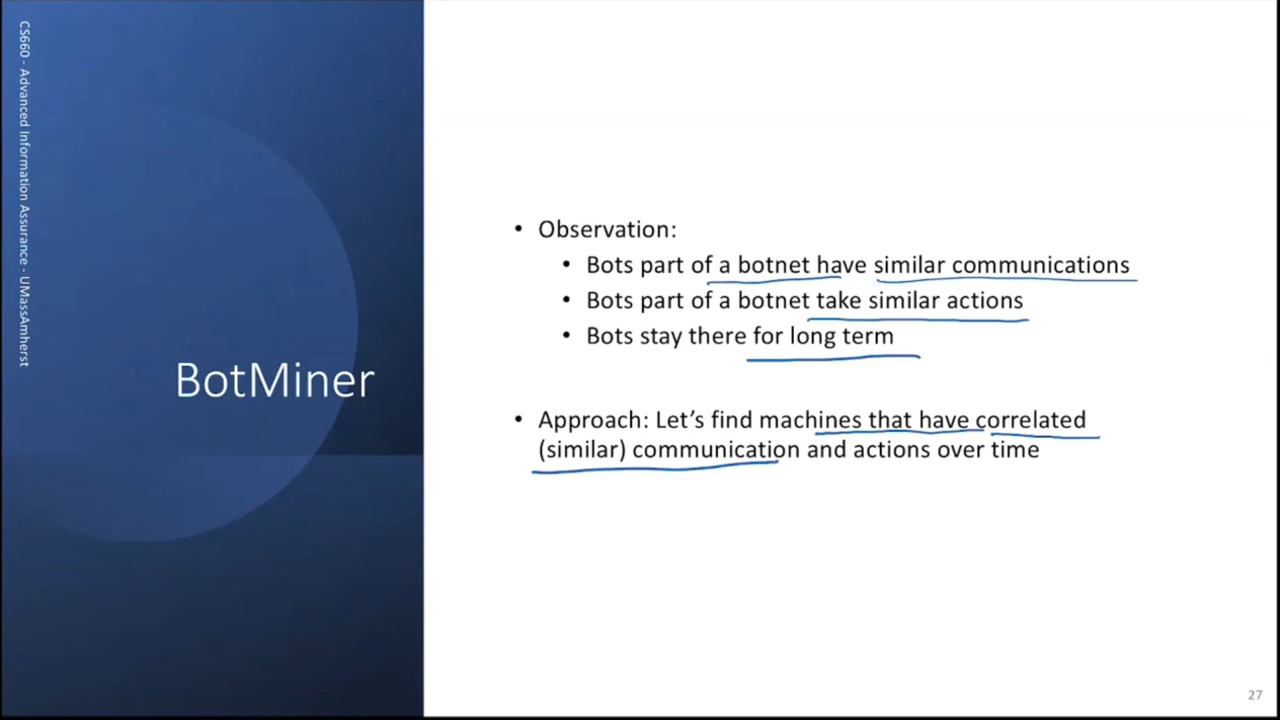 CS660 - Advanced Information Assurance - UMassAmherst
BotMiner
• Observation:
• Bots part of a botnet have similar communications
• Bots part of a botnet take similar actions
• Bots stay there for long term
• Approach: Let’s find machines that have correlated
(similar) communication and actions over time
27